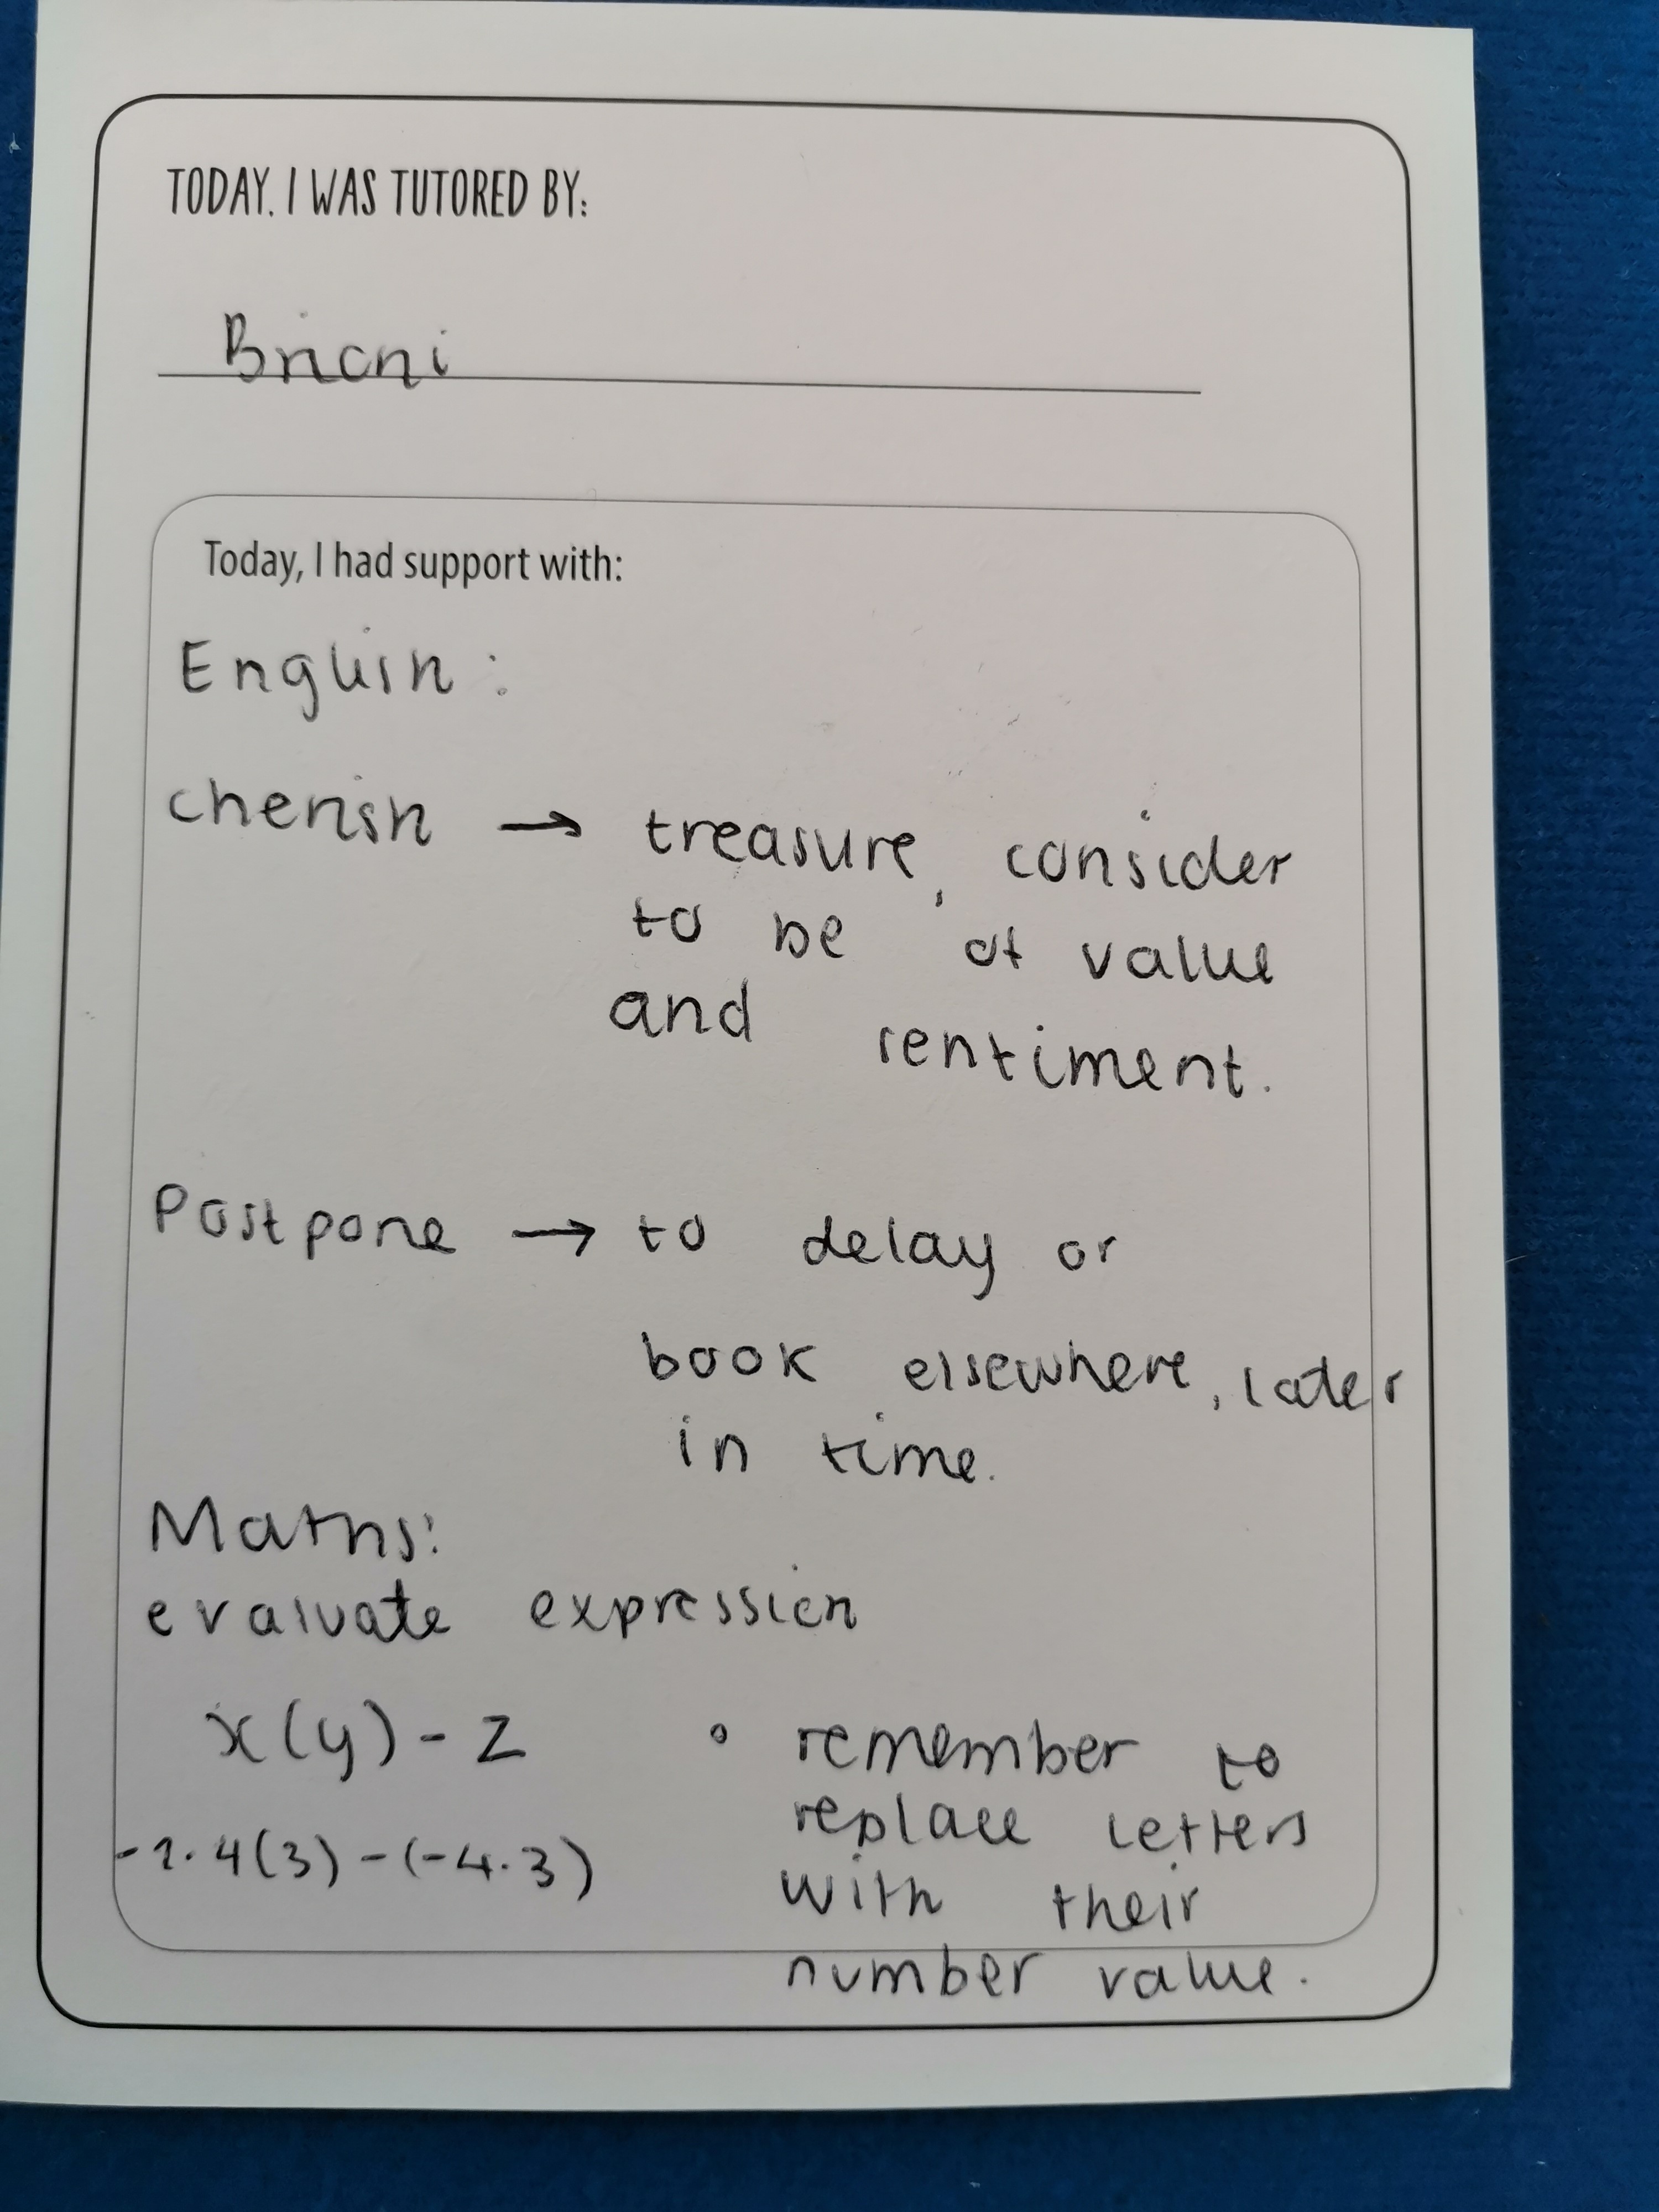 TODAY, I WAS TUTORED BY:
Briani
Today, I had support with:
English:
cherish → treasure, consider
to be of value
and sentiment.
Postpone → to delay or
book elsewhere, later
in time.
Maths:
evaluate expression
x(y) - z
-1.4(3) - (-4.3)
• remember to
replace letters
with their
number value.